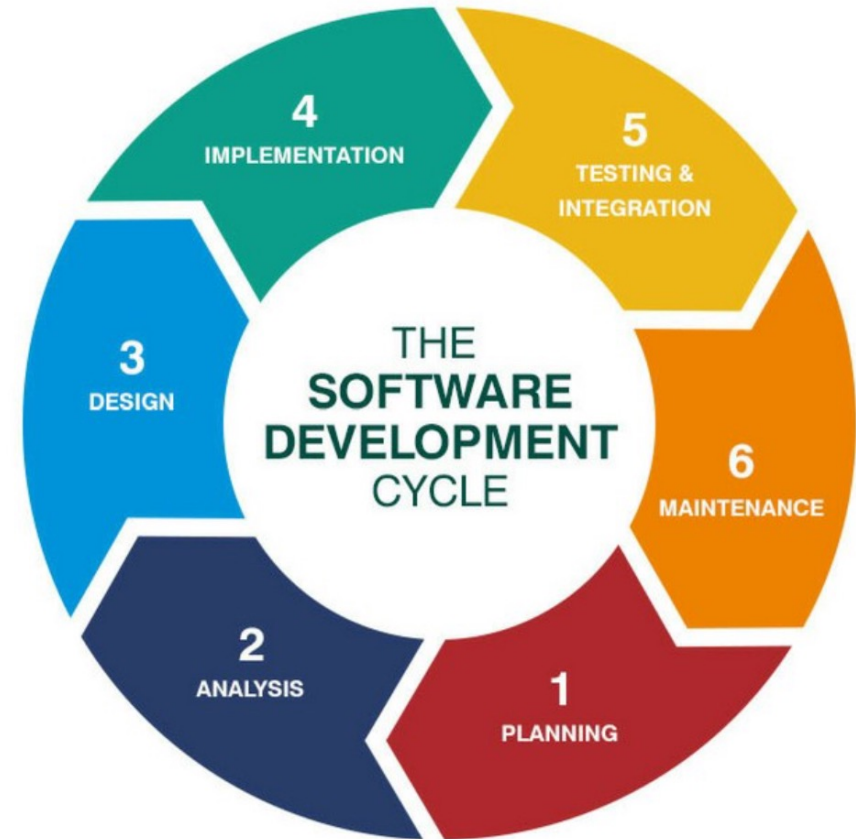 THE
SOFTWARE
DEVELOPMENT
CYCLE
1
PLANNING
2
ANALYSIS
3
DESIGN
4
IMPLEMENTATION
5
TESTING &
INTEGRATION
6
MAINTENANCE